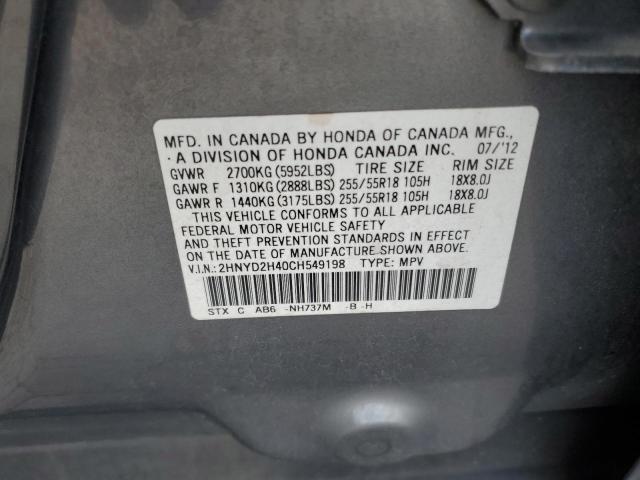 MFD. IN CANADA BY HONDA OF CANADA MFG.,
A DIVISION OF HONDA CANADA INC. 07/'12
GVWR 2700KG (5952LBS) TIRE SIZE RIM SIZE
GAWR F 1310KG (2888LBS) 255/55R18 105H 18X8.0J
GAWR R 1440KG (3175LBS) 255/55R18 105H 18X8.0J
THIS VEHICLE CONFORMS TO ALL APPLICABLE
FEDERAL MOTOR VEHICLE SAFETY
AND THEFT PREVENTION STANDARDS IN EFFECT
ON THE DATE OF MANUFACTURE SHOWN ABOVE.
V.I.N.: 2HNYD2H40CH549198 TYPE: MPV
STX C AB6 -NH737M -B -H